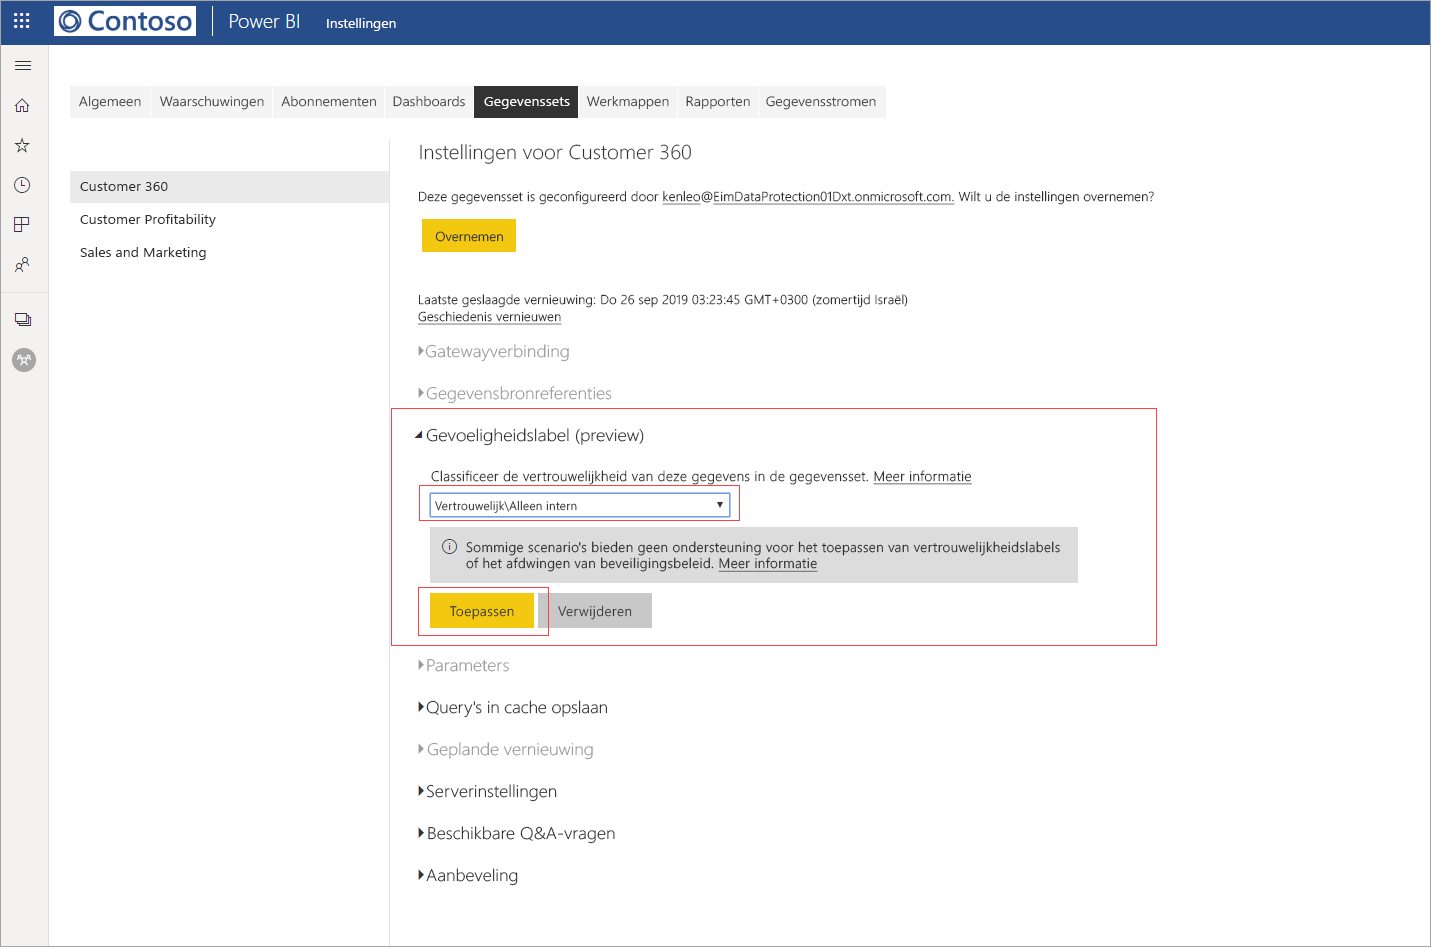 Contoso
Power BI
Instellingen
Algemeen
Waarschuwingen
Abonnementen
Dashboards
Gegevenssets
Werkmappen
Rapporten
Gegevensstromen
Customer 360
Customer Profitability
Sales and Marketing
Instellingen voor Customer 360
Deze gegevensset is geconfigureerd door kenleo@EimDataProtection01Dxt.onmicrosoft.com. Wilt u de instellingen overnemen?
Overnemen
Laatste geslaagde vernieuwing: Do 26 sep 2019 03:23:45 GMT+0300 (zomertijd Israël)
Geschiedenis vernieuwen
Gatewayverbinding
Gegevensbronreferenties
Gevoeligheidslabel (preview)
Classificeer de vertrouwelijkheid van deze gegevens in de gegevensset. Meer informatie
Vertrouwelijk\Alleen intern
Sommige scenario's bieden geen ondersteuning voor het toepassen van vertrouwelijkheidslabels
of het afdwingen van beveiligingsbeleid. Meer informatie
Toepassen
Verwijderen
Parameters
Query's in cache opslaan
Geplande vernieuwing
Serverinstellingen
Beschikbare Q&A-vragen
Aanbeveling